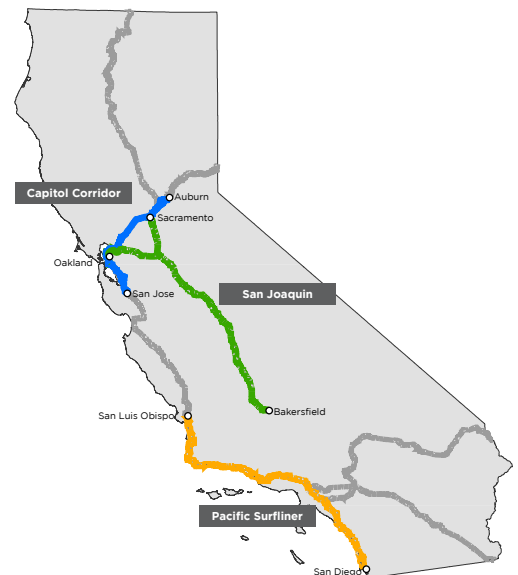 Capitol Corridor
Auburn
Sacramento
Oakland
San Jose
San Joaquin
San Luis Obispo
Bakersfield
Pacific Surfliner
San Diego